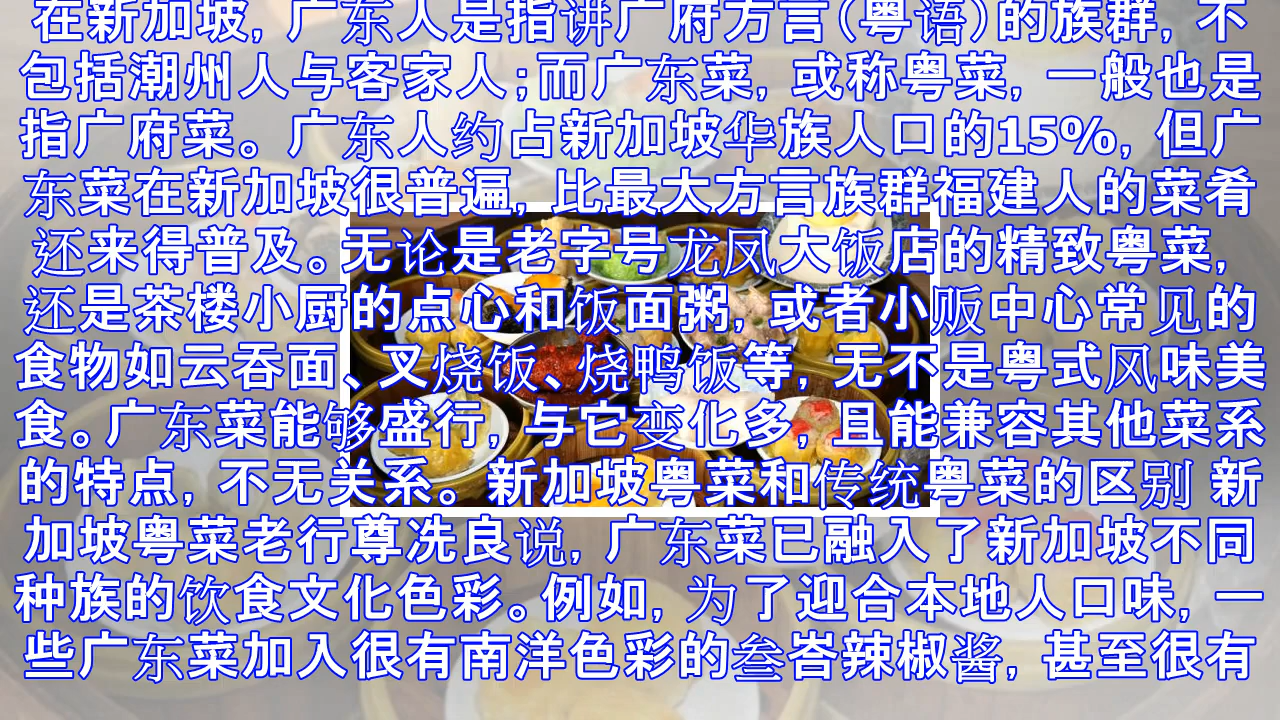 在新加坡, 广东人是指讲广府方言(粤语)的族群, 不
包括潮州人与客家人;而广东菜, 或称粤菜, 一般也是
指广府菜。广东人约占新加坡华族人口的15%, 但广
东菜在新加坡很普遍, 比最大方言族群福建人的菜肴
还来得普及。无论是老字号龙凤大饭店的精致粤菜,
还是茶楼小厨的点心和饭面粥, 或者小贩中心常见的
食物如云吞面、叉烧饭、烧鸭饭等, 无不是粤式风味美
食。广东菜能够盛行, 与它变化多, 且能兼容其他菜系
的特点, 不无关系。新加坡粤菜和传统粤菜的区别 新
加坡粤菜老行尊冼良说, 广东菜已融入了新加坡不同
种族的饮食文化色彩。例如, 为了迎合本地人口味, 一
些广东菜加入很有南洋色彩的叁峇辣椒酱, 甚至很有